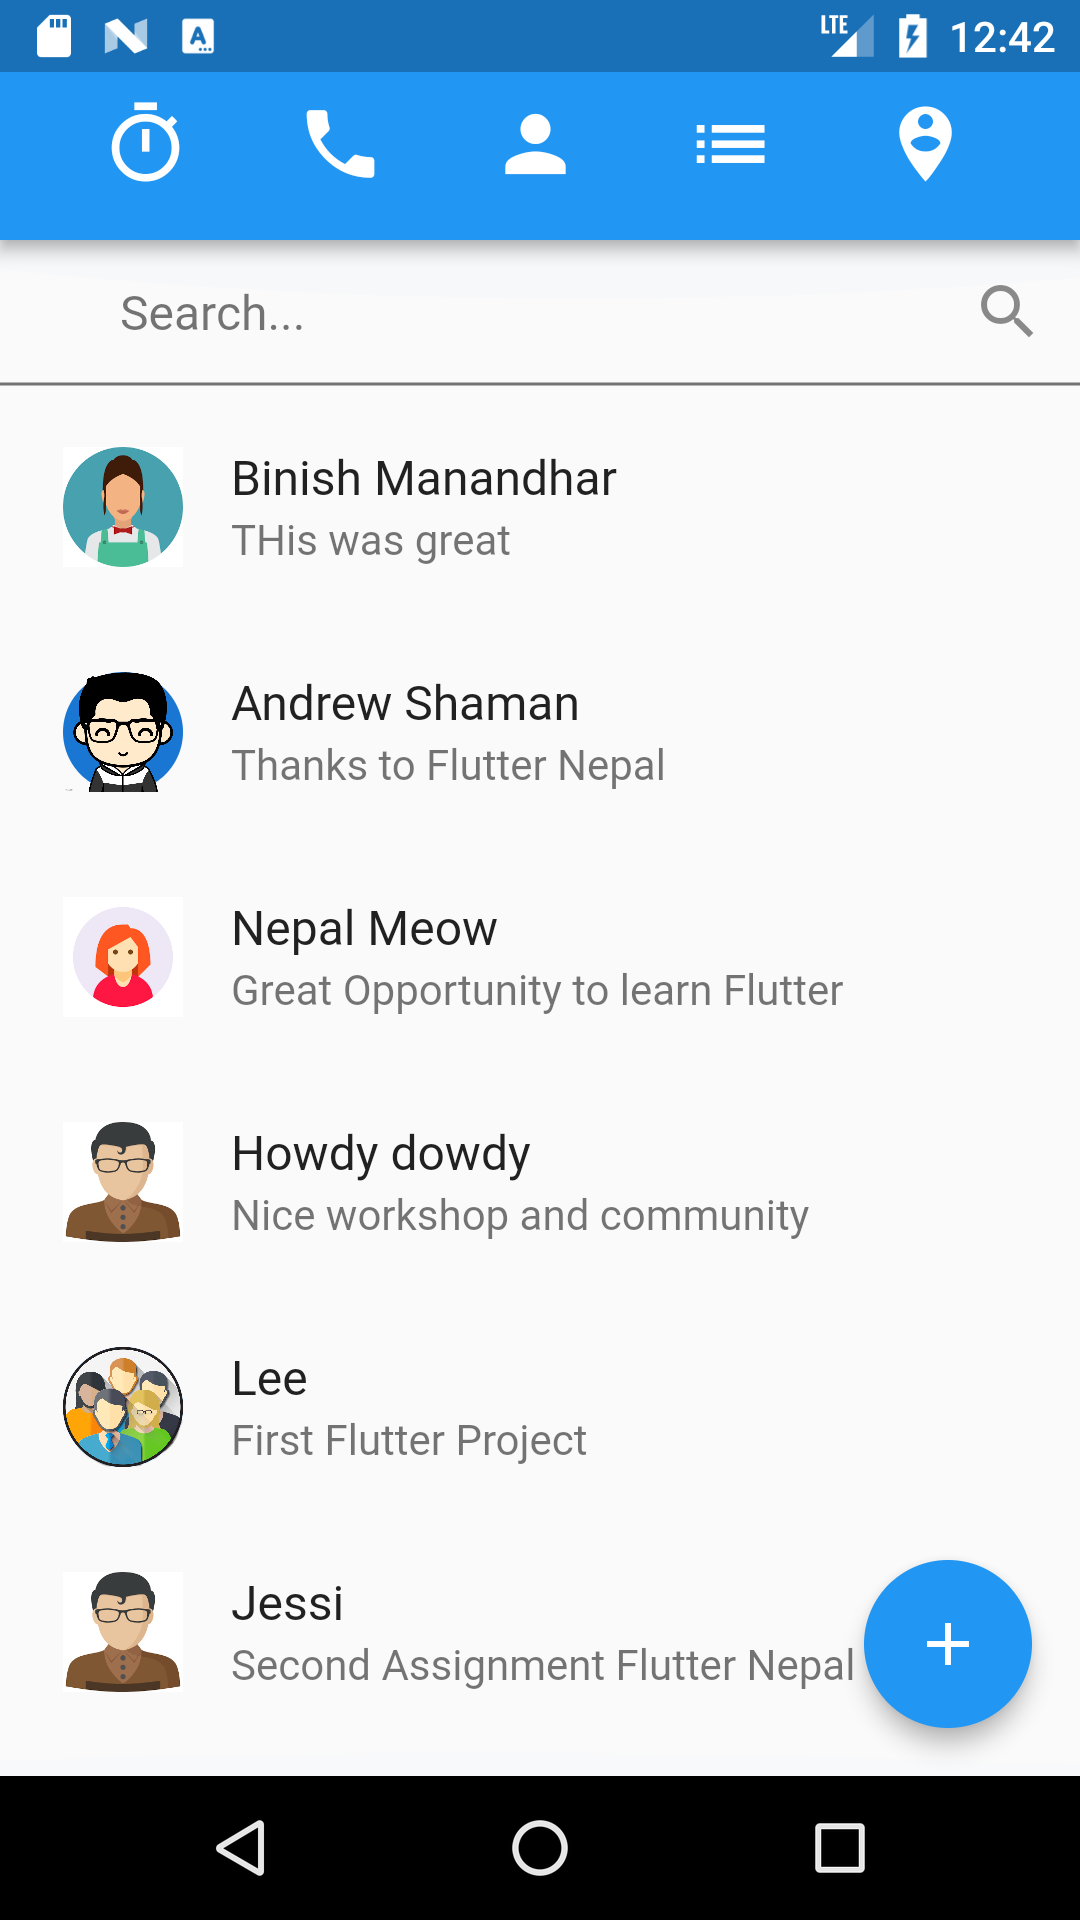 LTE 12:42
Search...
Binish Manandhar
THis was great
Andrew Shaman
Thanks to Flutter Nepal
Nepal Meow
Great Opportunity to learn Flutter
Howdy dowdy
Nice workshop and community
Lee
First Flutter Project
Jessi
Second Assignment Flutter Nepal